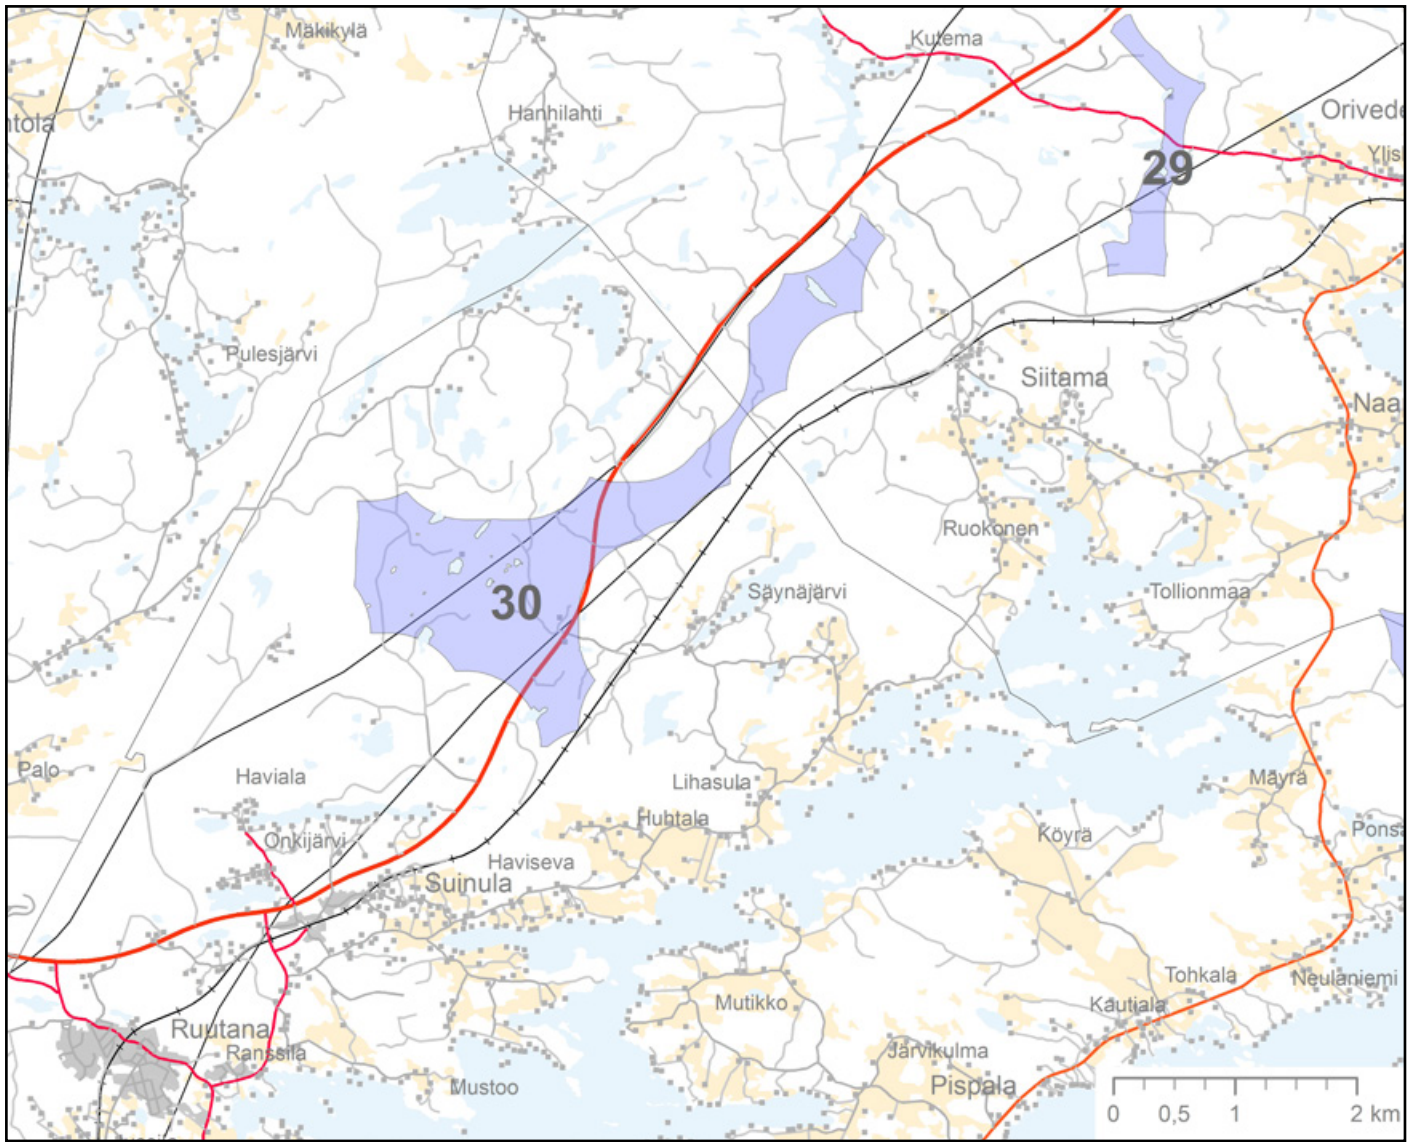 Mäkikylä
Kutema
Hanhilahti
Orivede
ntola
Ylisl
29
Pulesjärvi
Siitama
Naa
Ruokonen
Säynäjärvi
Tollionmaa
30
Palo
Haviala
Lihasula
Mäyrä
Huhtala
Köyrä
Ponsa
Onkijärvi
Haviseva
Suinula
Tohkala
Neulaniemi
Mutikko
Kautiala
Ruutana
Ranssila
Järvikulma
Mustoo
Pispala
0 0,5 1 2 km